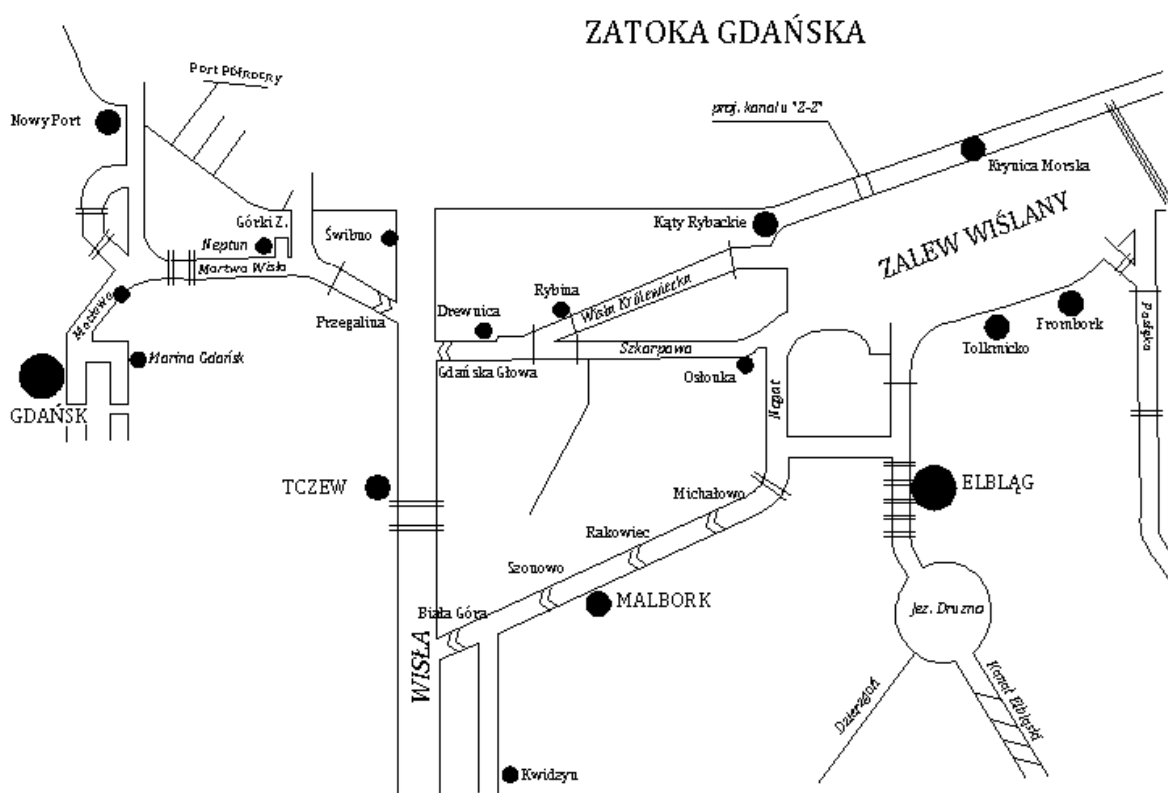 ZATOKA GDAŃSKA
Port Północny
Nowy Port
proj. kanału "Z-Z"
Krynica Morska
Górki Z.
Neptun
Świbno
Kąty Rybackie
ZALEW WIŚLANY
Martwa Wisła
Motława
Przegalina
Drewnica
Rybina
Wisła Królewiecka
Frombork
Tolkmicko
Pasłęka
Marina Gdańsk
Gdańska Głowa
Szkarpawa
Osłonka
Nogat
GDAŃSK
TCZEW
Michałowo
ELBLĄG
Rakowiec
Szonowo
MALBORK
Biała Góra
WISŁA
Jez. Druzno
Dzierzgoń
Kanał Elbląski
Kwidzyn